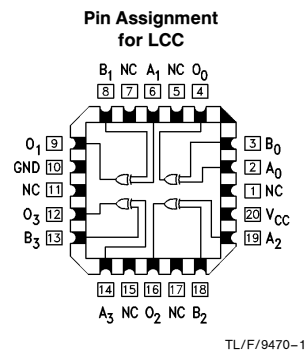 Pin Assignment
for LCC
B1 NC A1 NC O0
8 7 6 5 4
O1 9 3 B0
GND 10 2 A0
NC 11 1 NC
O3 12 20 VCC
B3 13 19 A2
14 15 16 17 18
A3 NC O2 NC B2
TL/F/9470–1